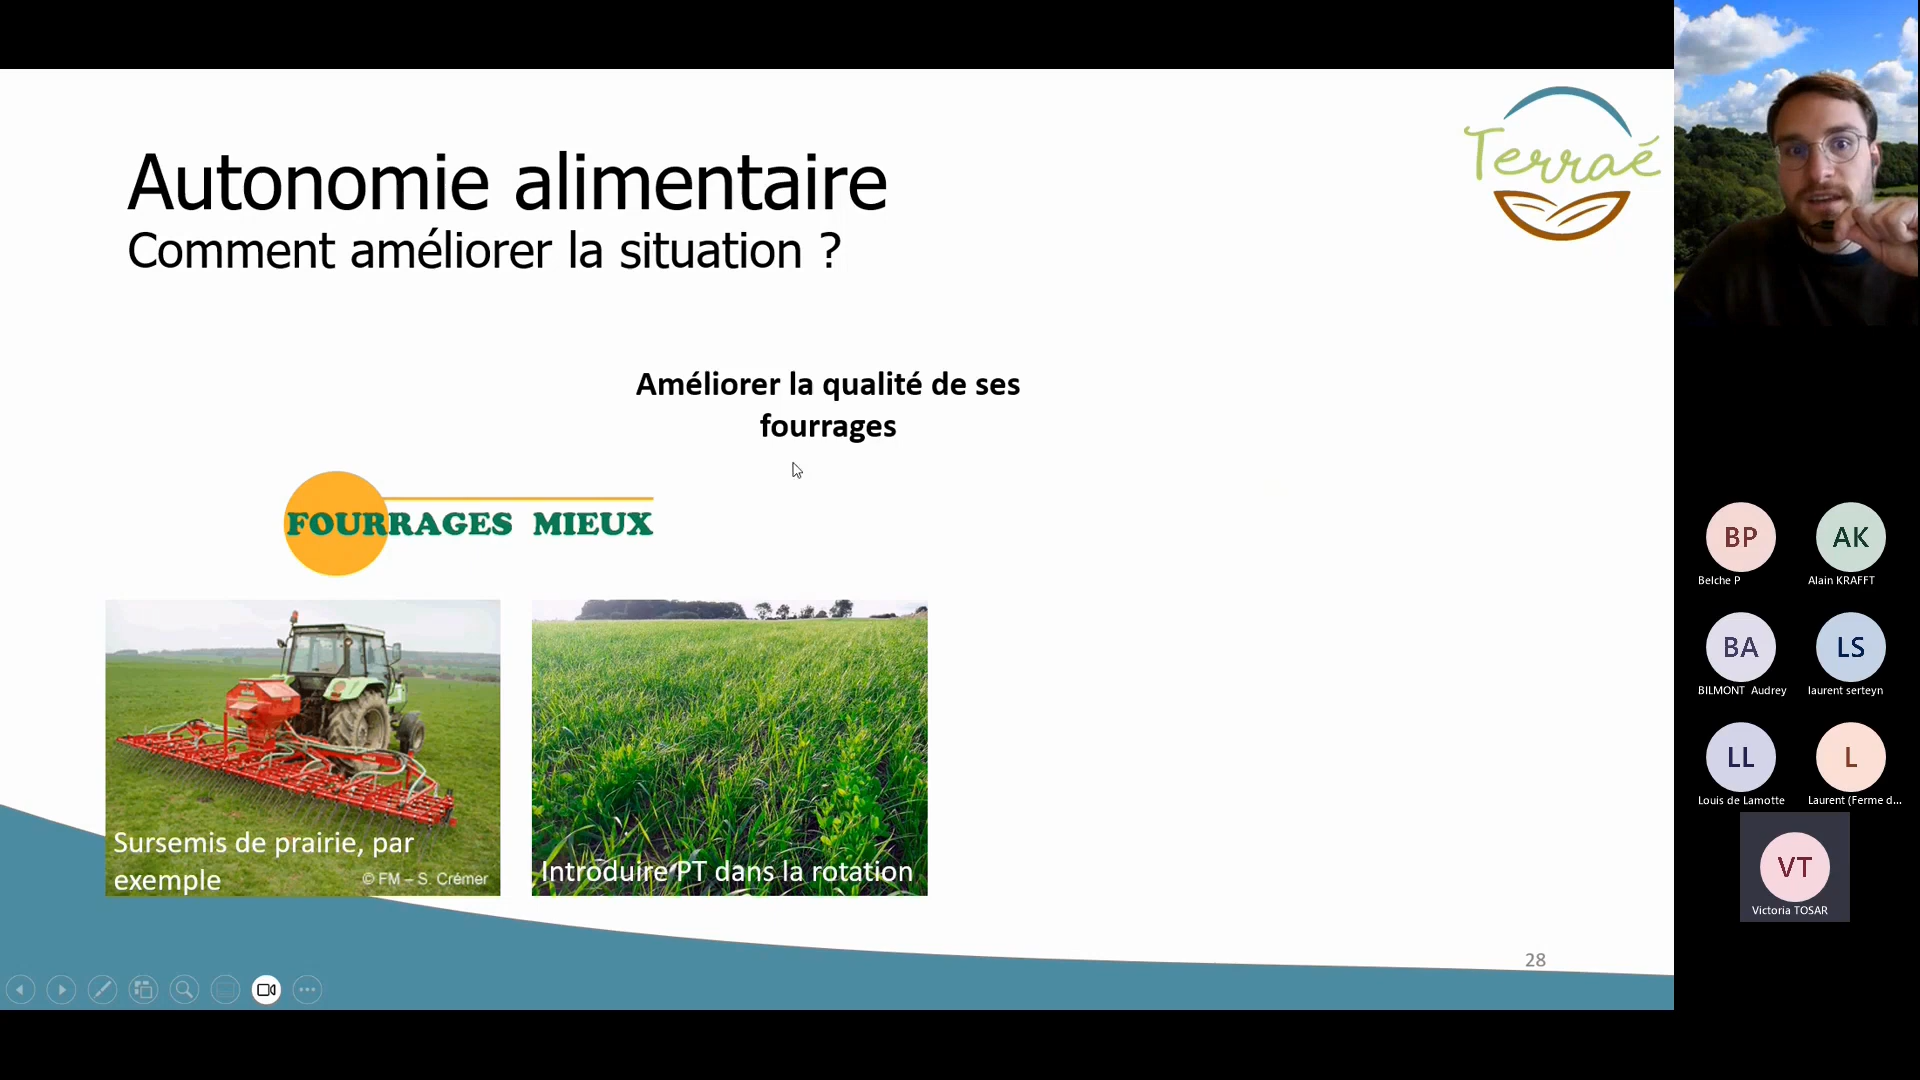 Autonomie alimentaire
Comment améliorer la situation ?
Terraé
Améliorer la qualité de ses
fourrages
FOURRAGES MIEUX
Sursemis de prairie, par
exemple
© FM – S. Crémer
Introduire PT dans la rotation
28
BP
Belche P
AK
Alain KRAFFT
BA
BILMONT Audrey
LS
laurent serteyn
LL
Louis de Lamotte
L
Laurent (Ferme d...
VT
Victoria TOSAR